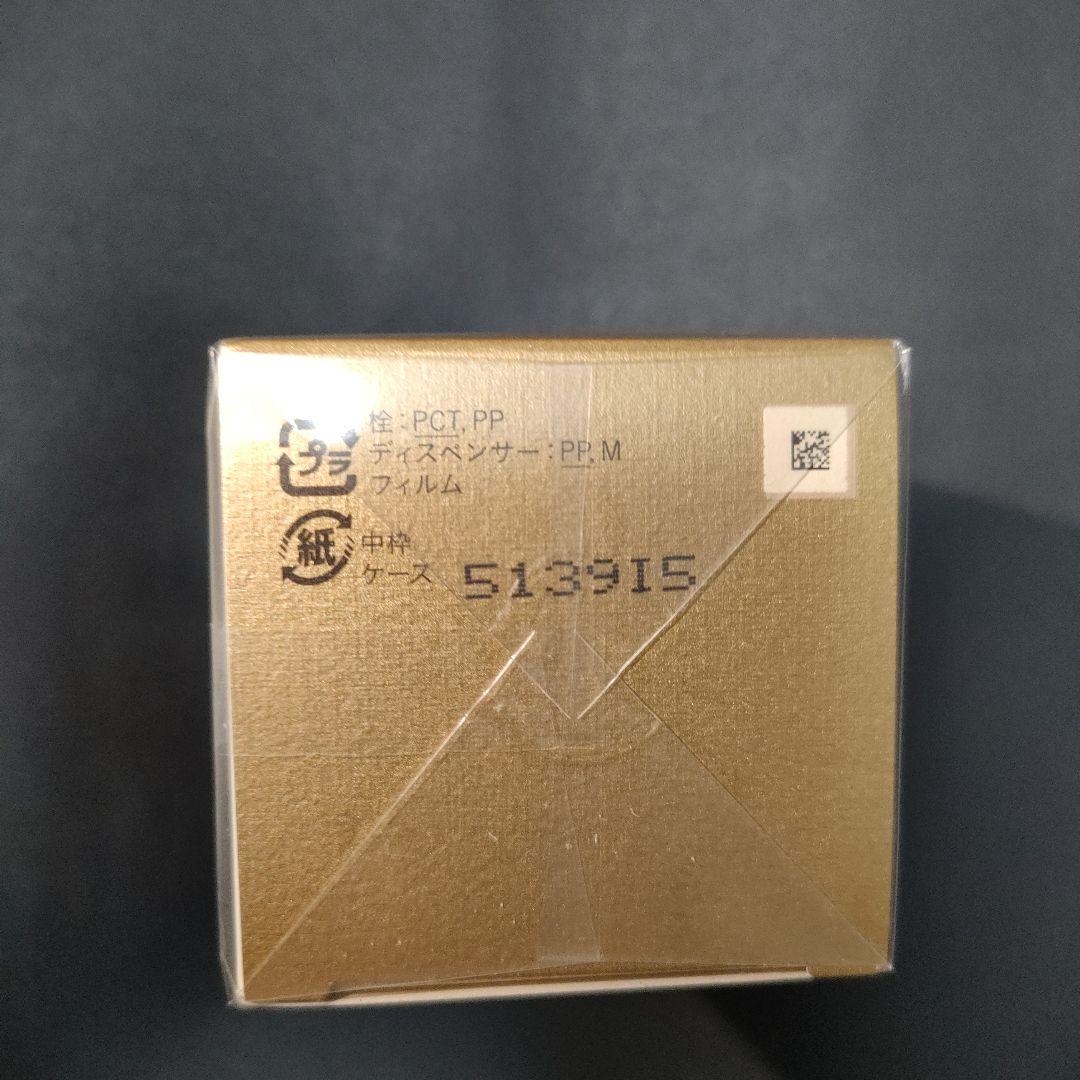 プラ
栓：PCT, PP
ディスペンサー：PP, M
フィルム
紙
中枠
ケース
5139I5